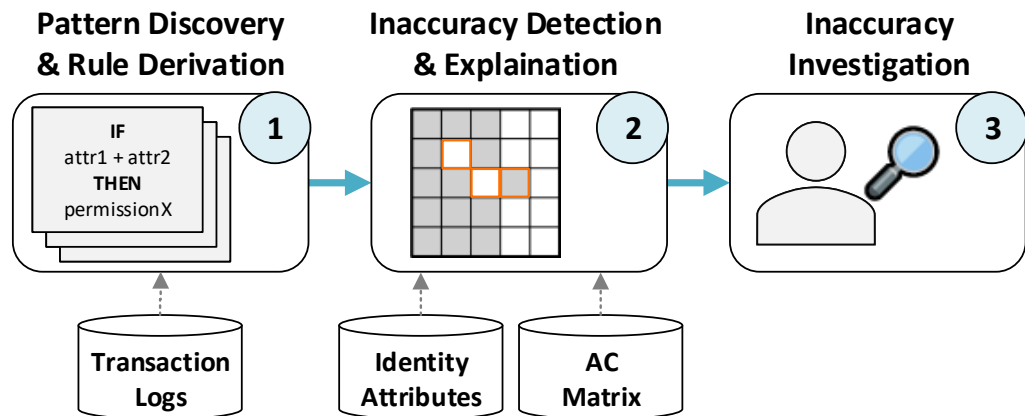 Pattern Discovery
& Rule Derivation
Inaccuracy Detection
& Explaination
Inaccuracy
Investigation
1
IF
attr1 + attr2
THEN
permissionX
2
3
Transaction
Logs
Identity
Attributes
AC
Matrix